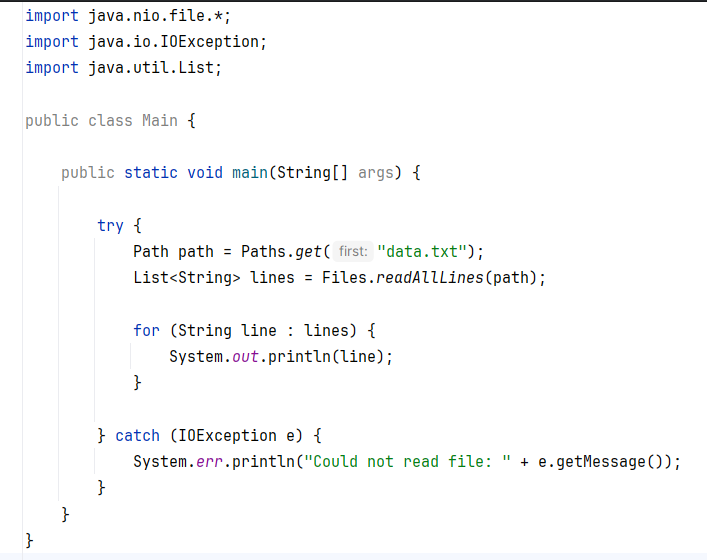 import java.nio.file.*;
import java.io.IOException;
import java.util.List;

public class Main {

    public static void main(String[] args) {

        try {
            Path path = Paths.get( first: "data.txt");
            List<String> lines = Files.readAllLines(path);

            for (String line : lines) {
                System.out.println(line);
            }

        } catch (IOException e) {
            System.err.println("Could not read file: " + e.getMessage());
        }
    }
}